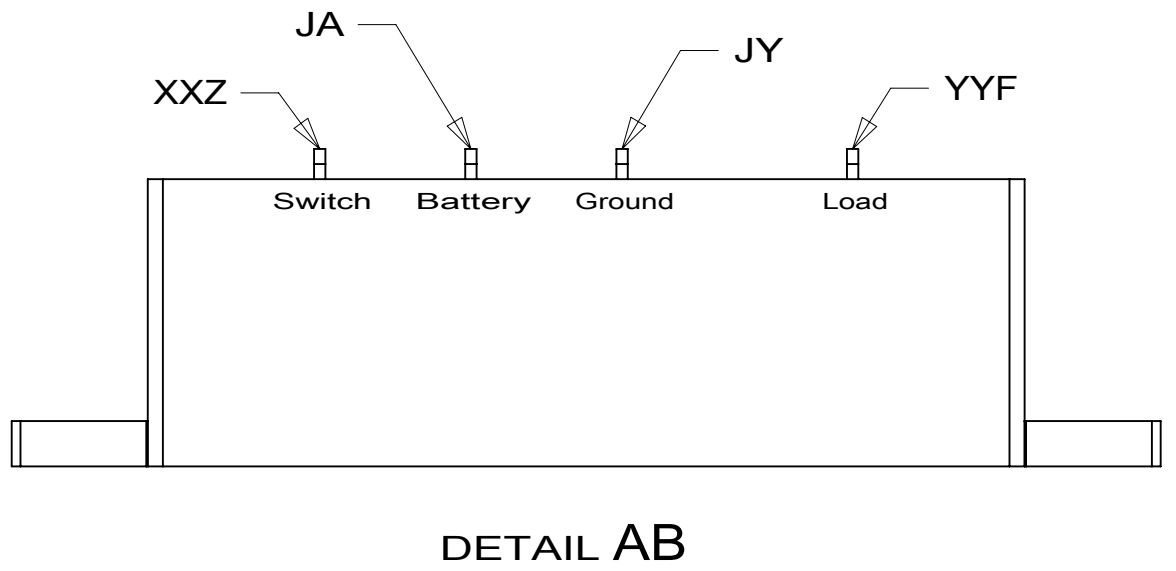 JA
JY
XXZ
YYF
Switch Battery Ground Load
DETAIL AB